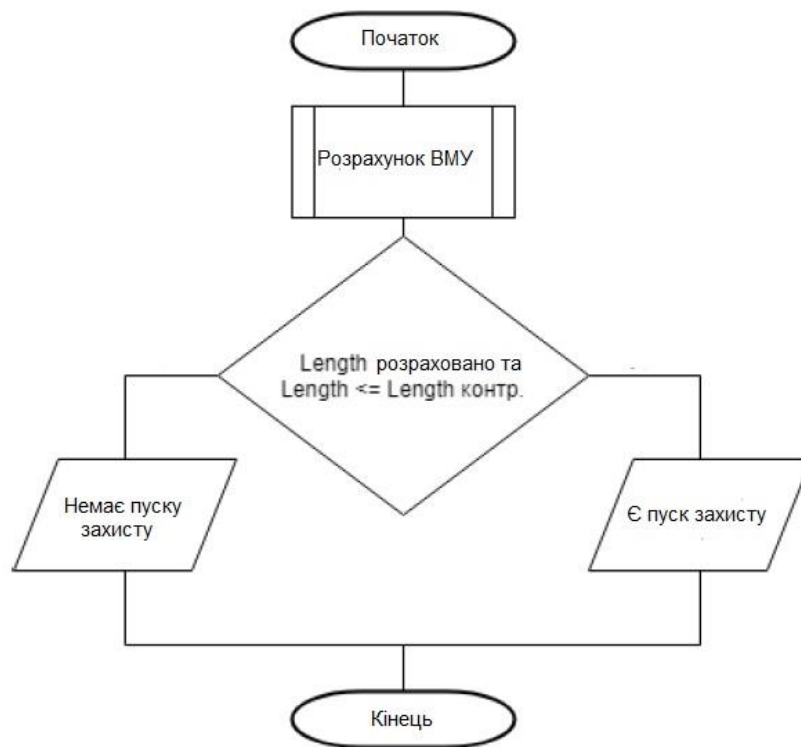 Початок
Розрахунок ВМУ
Length розраховано та
Length <= Length контр.
Немає пуску
захисту
Є пуск захисту
Кінець